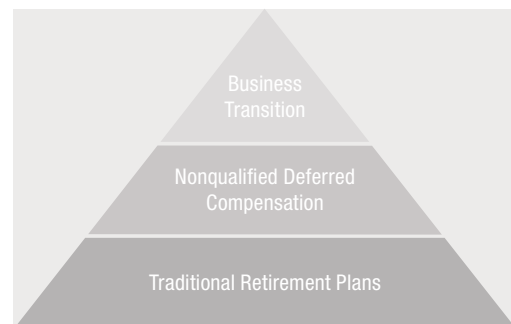 Business
Transition
Nonqualified Deferred
Compensation
Traditional Retirement Plans